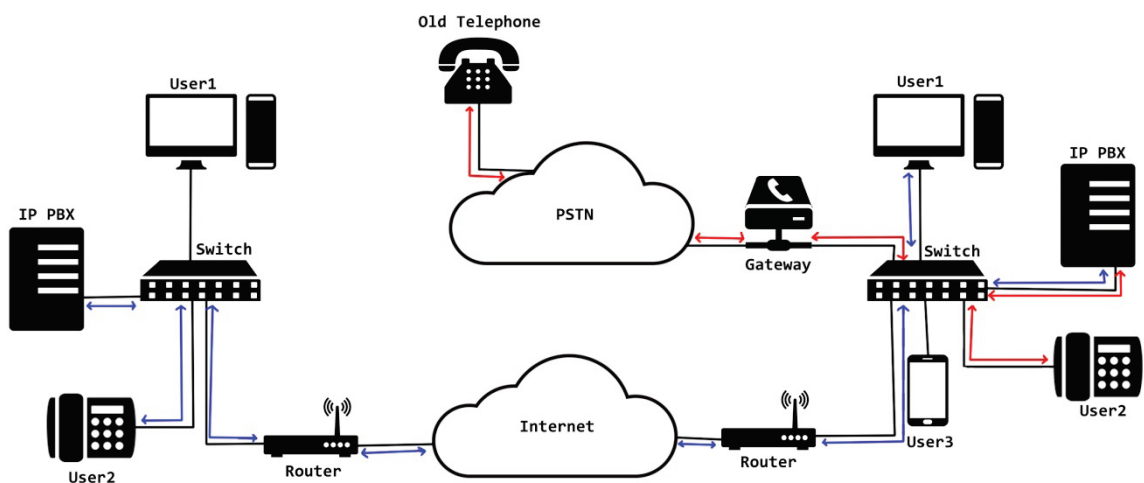 Old Telephone
User1
User1
IP PBX
IP PBX
PSTN
Switch
Gateway
Switch
Internet
User2
User3
User2
Router
Router